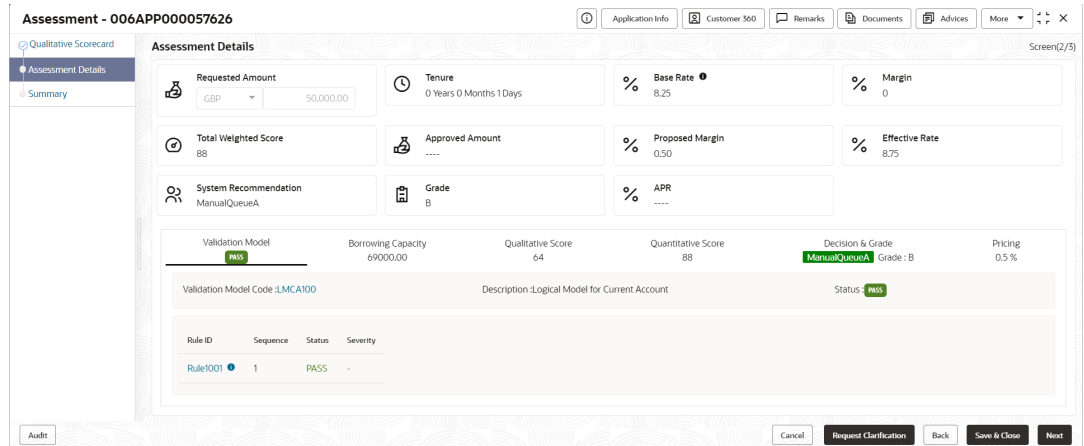 Assessment - 006APP000057626
Application Info
Customer 360
Remarks
Documents
Advices
More
Qualitative Scorecard
Assessment Details
Summary
Assessment Details
Screen(2/3)
Requested Amount
GBP 50,000.00
Tenure
0 Years 0 Months 1 Days
Base Rate
8.25
Margin
0
Total Weighted Score
88
Approved Amount
----
Proposed Margin
0.50
Effective Rate
8.75
System Recommendation
ManualQueueA
Grade
B
APR
----
Validation Model
PASS
Borrowing Capacity
69000.00
Qualitative Score
64
Quantitative Score
88
Decision & Grade
ManualQueueA Grade : B
Pricing
0.5 %
Validation Model Code :LMCA100 Description :Logical Model for Current Account Status : PASS
Rule ID Sequence Status Severity
Rule1001 1 PASS -
Audit Cancel Request Clarification Back Save & Close Next